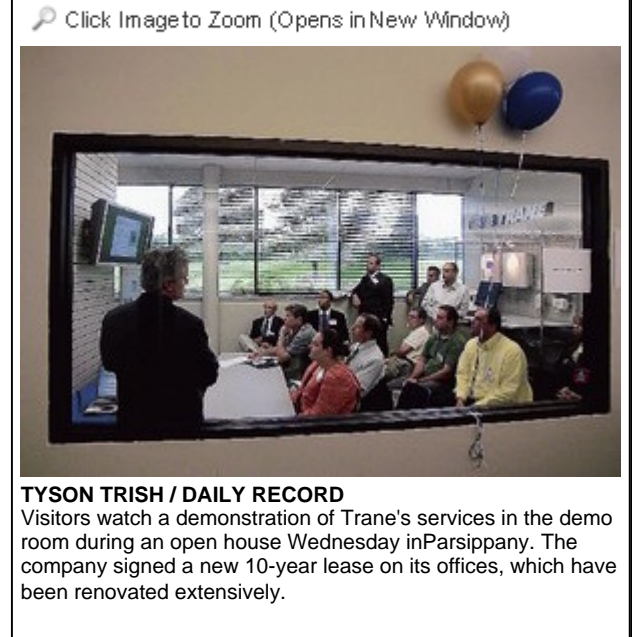 Click Image to Zoom (Opens in New Window)
TRANE
TYSON TRISH / DAILY RECORD
Visitors watch a demonstration of Trane's services in the demo
room during an open house Wednesday inParsippany. The
company signed a new 10-year lease on its offices, which have
been renovated extensively.